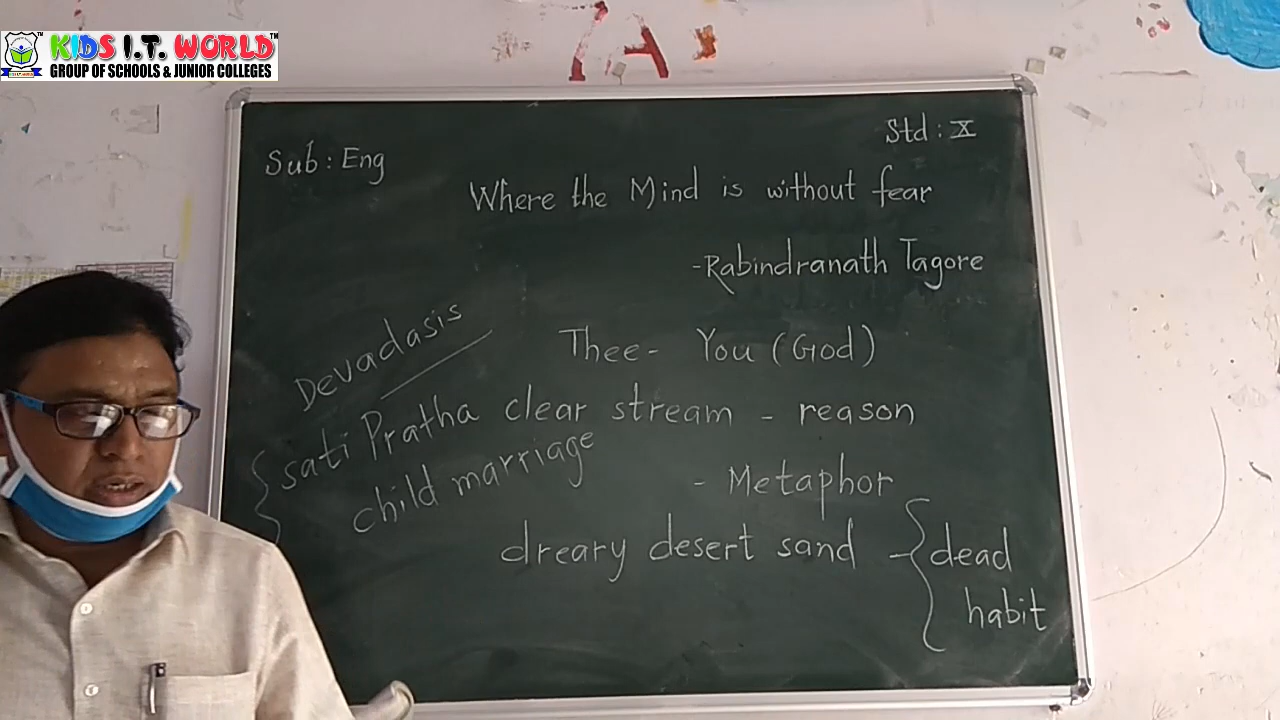 KIDS I.T. WORLD
GROUP OF SCHOOLS & JUNIOR COLLEGES
Sub : Eng
Std : X
Where the Mind is without fear
-Rabindranath Tagore
Devadasis
Thee - You (God)
Sati Pratha
clear stream - reason
child marriage
- Metaphor
dreary desert sand - { dead
habit